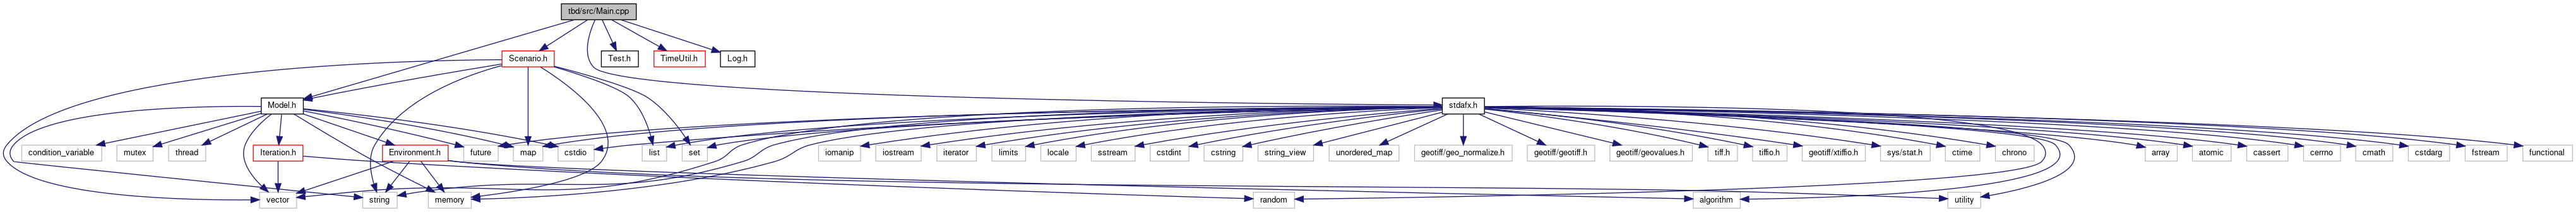 tbd/src/Main.cpp
Scenario.h
Test.h
TimeUtil.h
Log.h
Model.h
stdafx.h
condition_variable
mutex
thread
Iteration.h
Environment.h
future
map
cstdio
list
set
iomanip
iostream
iterator
limits
locale
sstream
cstdint
cstring
string_view
unordered_map
geotiff/geo_normalize.h
geotiff/geotiff.h
geotiff/geovalues.h
tiff.h
tiffio.h
geotiff/xtiffio.h
sys/stat.h
ctime
chrono
array
atomic
cassert
cerrno
cmath
cstdarg
fstream
functional
vector
string
memory
random
algorithm
utility